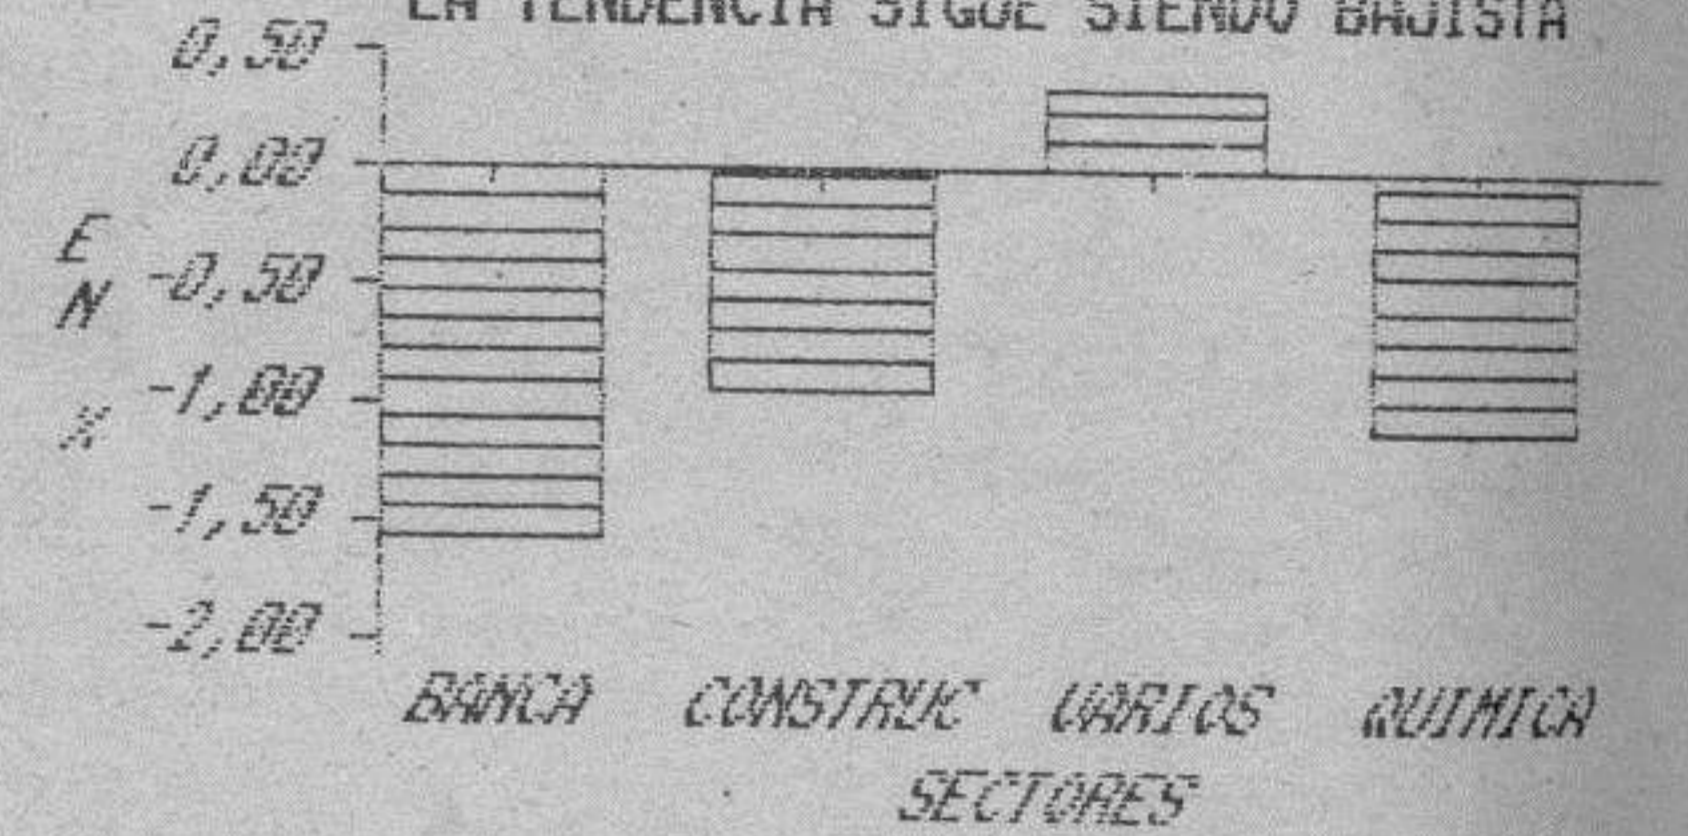 LA TENDENCIA SIGUE SIENDO BAJISTA
0,50
0,00
-0,50
-1,00
-1,50
-2,00
EN %
BANCA CONSTRUC VARIOS QUIMICA
SECTORES